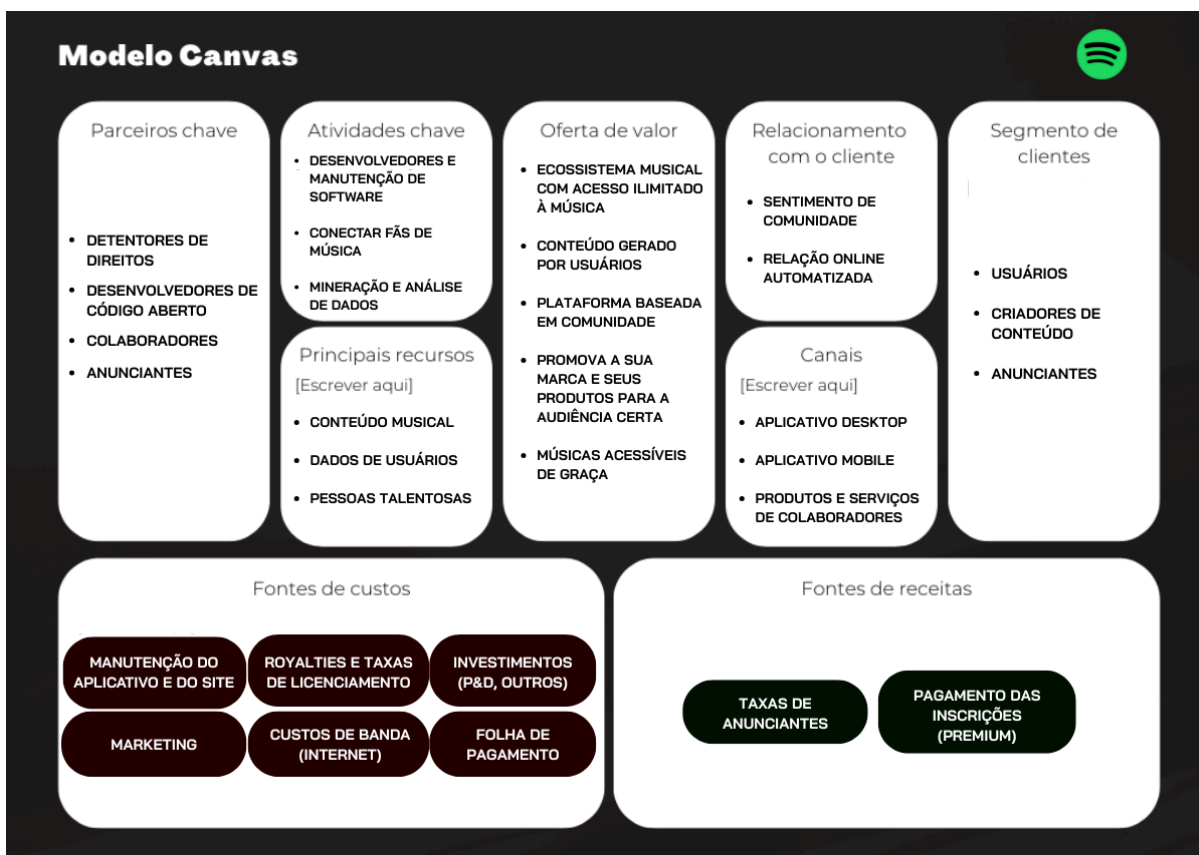 Modelo Canvas
Parceiros chave
DETENTORES DE
DIREITOS
DESENVOLVEDORES DE
CÓDIGO ABERTO
COLABORADORES
ANUNCIANTES
Atividades chave
DESENVOLVEDORES E
MANUTENÇÃO DE
SOFTWARE
CONECTAR FÃS DE
MÚSICA
MINERAÇÃO E ANÁLISE
DE DADOS
Principais recursos
[Escrever aqui]
CONTEÚDO MUSICAL
DADOS DE USUÁRIOS
PESSOAS TALENTOSAS
Oferta de valor
ECOSSISTEMA MUSICAL
COM ACESSO ILIMITADO
À MÚSICA
CONTEÚDO GERADO
POR USUÁRIOS
PLATAFORMA BASEADA
EM COMUNIDADE
PROMOVA A SUA
MARCA E SEUS
PRODUTOS PARA A
AUDIÊNCIA CERTA
MÚSICAS ACESSÍVEIS
DE GRAÇA
Relacionamento
com o cliente
SENTIMENTO DE
COMUNIDADE
RELAÇÃO ONLINE
AUTOMATIZADA
Canais
[Escrever aqui]
APLICATIVO DESKTOP
APLICATIVO MOBILE
PRODUTOS E SERVIÇOS
DE COLABORADORES
Segmento de
clientes
USUÁRIOS
CRIADORES DE
CONTEÚDO
ANUNCIANTES
Fontes de custos
MANUTENÇÃO DO
APLICATIVO E DO SITE
ROYALTIES E TAXAS
DE LICENCIAMENTO
INVESTIMENTOS
(P&D, OUTROS)
MARKETING
CUSTOS DE BANDA
(INTERNET)
FOLHA DE
PAGAMENTO
Fontes de receitas
TAXAS DE
ANUNCIANTES
PAGAMENTO DAS
INSCRIÇÕES
(PREMIUM)